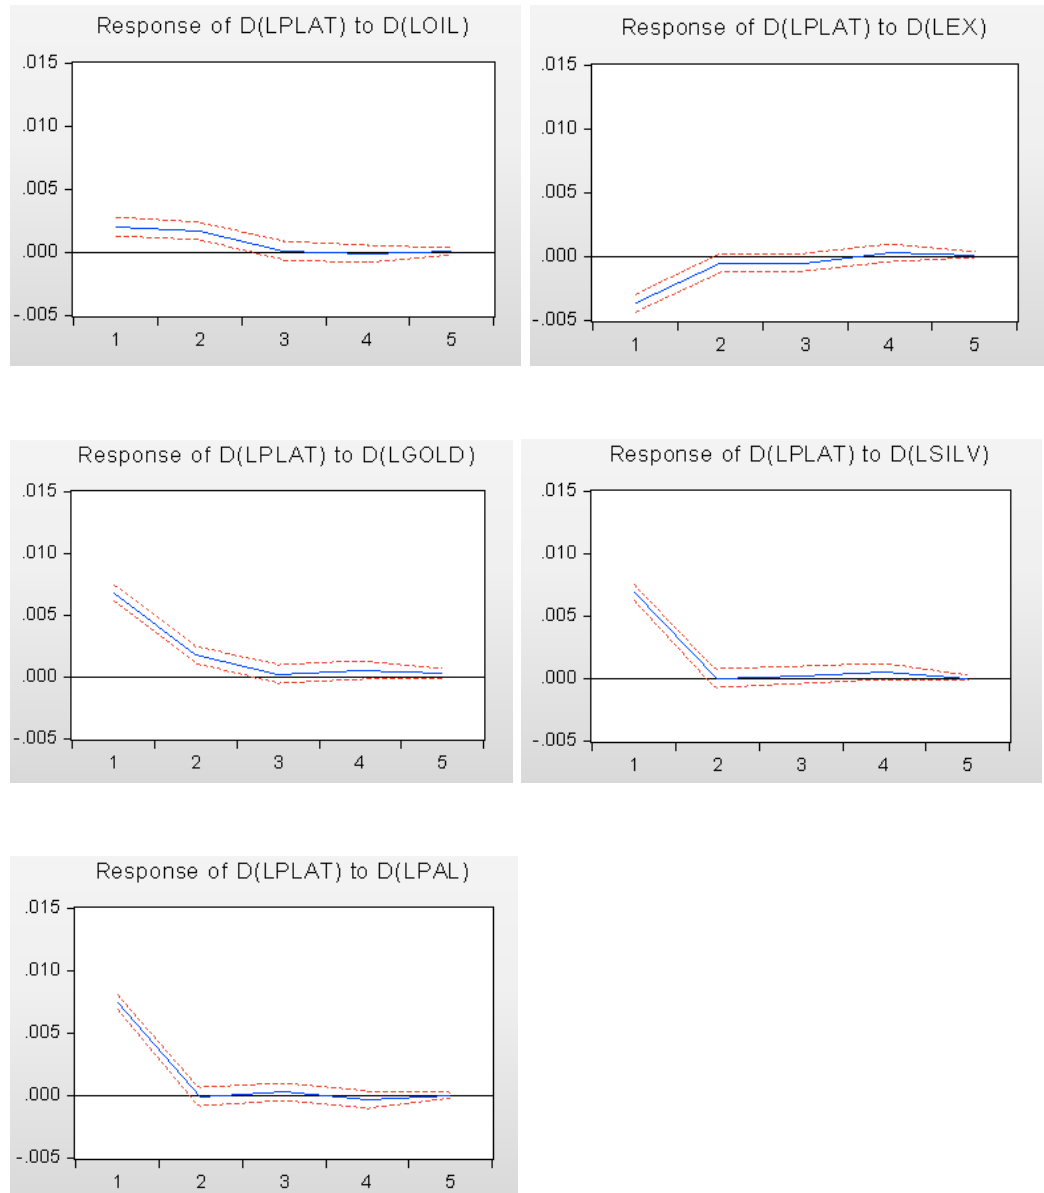 Response of D(LPLAT) to D(LOIL)
.015
.010
.005
.000
-.005
1 2 3 4 5
Response of D(LPLAT) to D(LEX)
.015
.010
.005
.000
-.005
1 2 3 4 5
Response of D(LPLAT) to D(LGOLD)
.015
.010
.005
.000
-.005
1 2 3 4 5
Response of D(LPLAT) to D(LSILV)
.015
.010
.005
.000
-.005
1 2 3 4 5
Response of D(LPLAT) to D(LPAL)
.015
.010
.005
.000
-.005
1 2 3 4 5